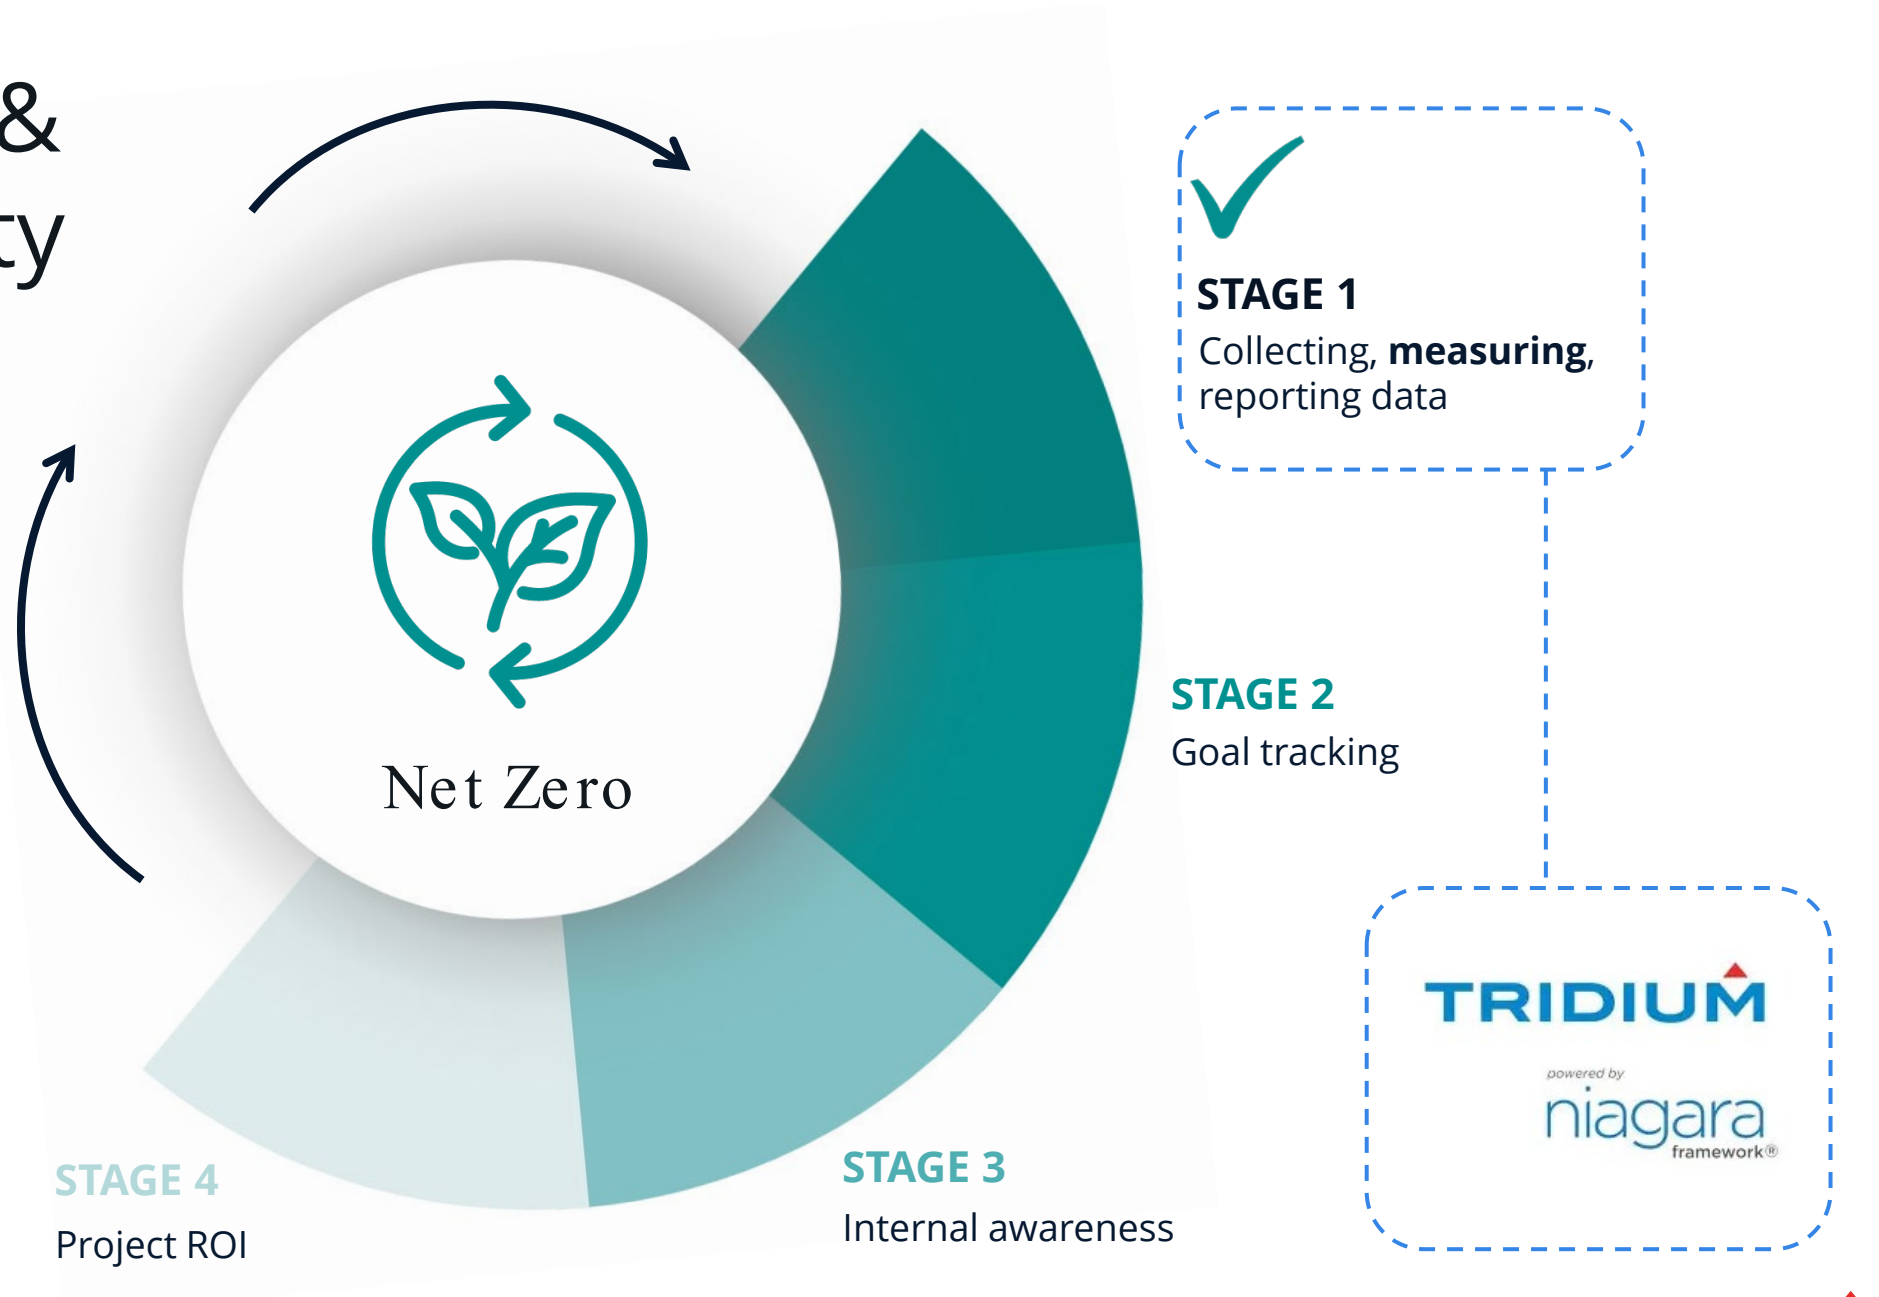 &
ty
STAGE 1
Collecting, measuring,
reporting data
Net Zero
STAGE 2
Goal tracking
TRIDIUM
powered by
niagara
framework®
STAGE 3
Internal awareness
STAGE 4
Project ROI